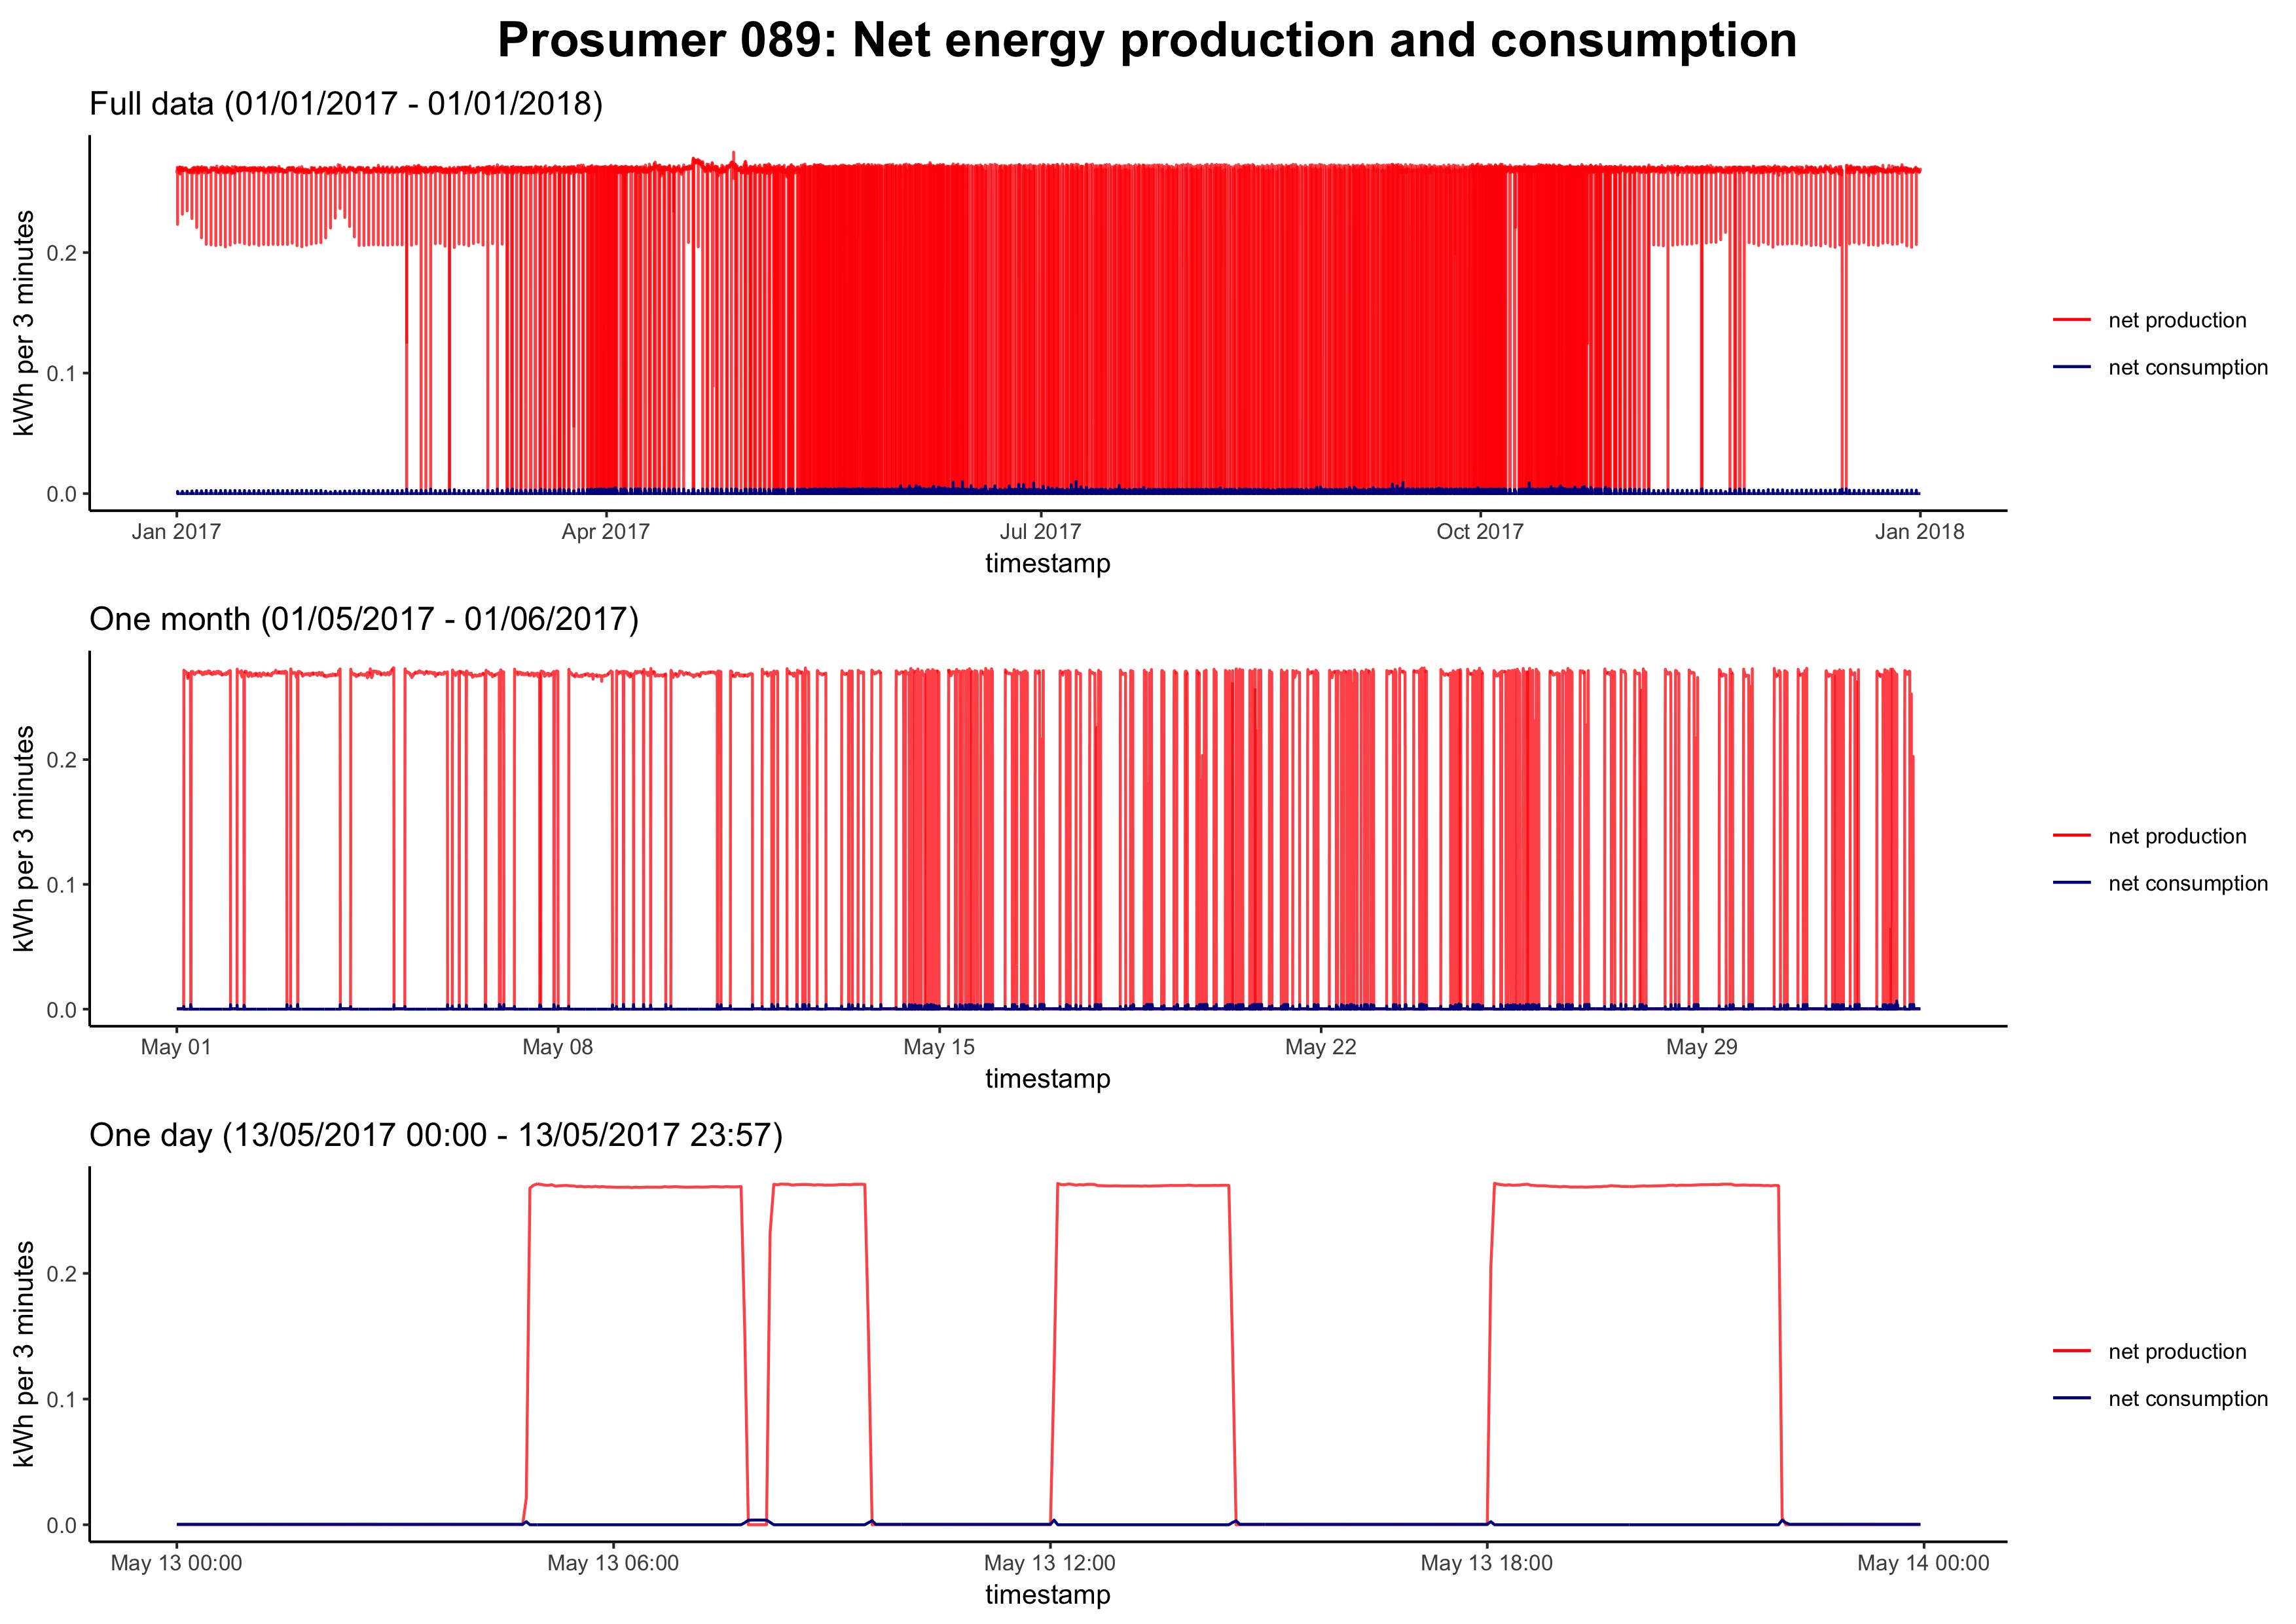 Prosumer 089: Net energy production and consumption
Full data (01/01/2017 - 01/01/2018)
kWh per 3 minutes
0.2
0.1
0.0
Jan 2017 Apr 2017 Jul 2017 Oct 2017 Jan 2018
timestamp
net production
net consumption
One month (01/05/2017 - 01/06/2017)
kWh per 3 minutes
0.2
0.1
0.0
May 01 May 08 May 15 May 22 May 29
timestamp
net production
net consumption
One day (13/05/2017 00:00 - 13/05/2017 23:57)
kWh per 3 minutes
0.2
0.1
0.0
May 13 00:00 May 13 06:00 May 13 12:00 May 13 18:00 May 14 00:00
timestamp
net production
net consumption